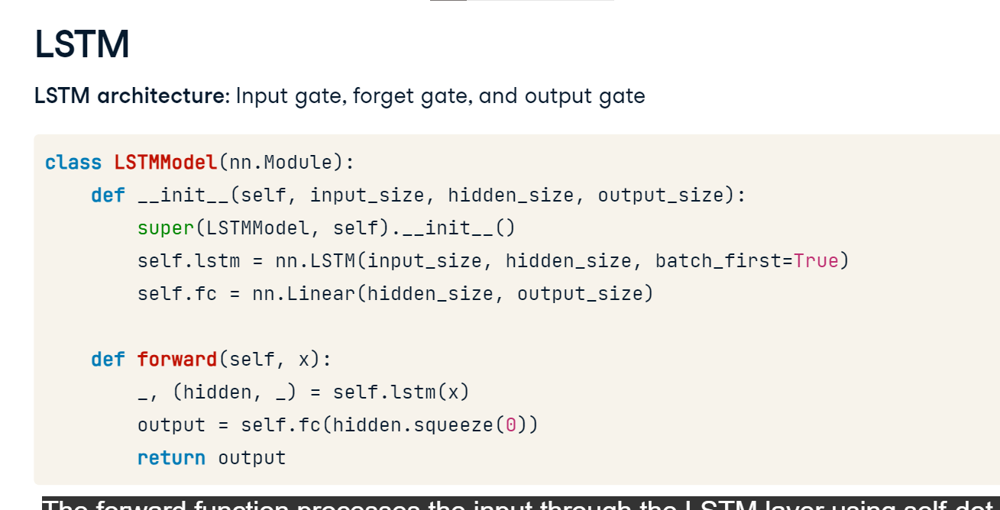 LSTM
LSTM architecture: Input gate, forget gate, and output gate
class LSTMModel(nn.Module):
    def __init__(self, input_size, hidden_size, output_size):
        super(LSTMModel, self).__init__()
        self.lstm = nn.LSTM(input_size, hidden_size, batch_first=True)
        self.fc = nn.Linear(hidden_size, output_size)
    def forward(self, x):
        _, (hidden, _) = self.lstm(x)
        output = self.fc(hidden.squeeze(0))
        return output
The forward function processes the input through the LSTM layer using self dot